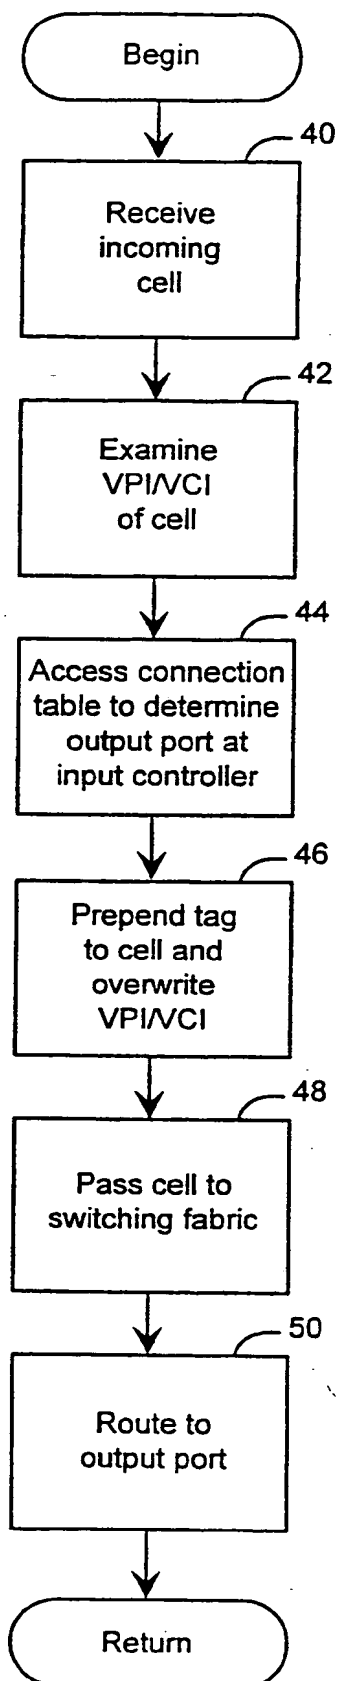 Begin
40
Receive
incoming
cell
42
Examine
VPI/VCI
of cell
44
Access connection
table to determine
output port at
input controller
46
Prepend tag
to cell and
overwrite
VPI/VCI
48
Pass cell to
switching fabric
50
Route to
output port
Return